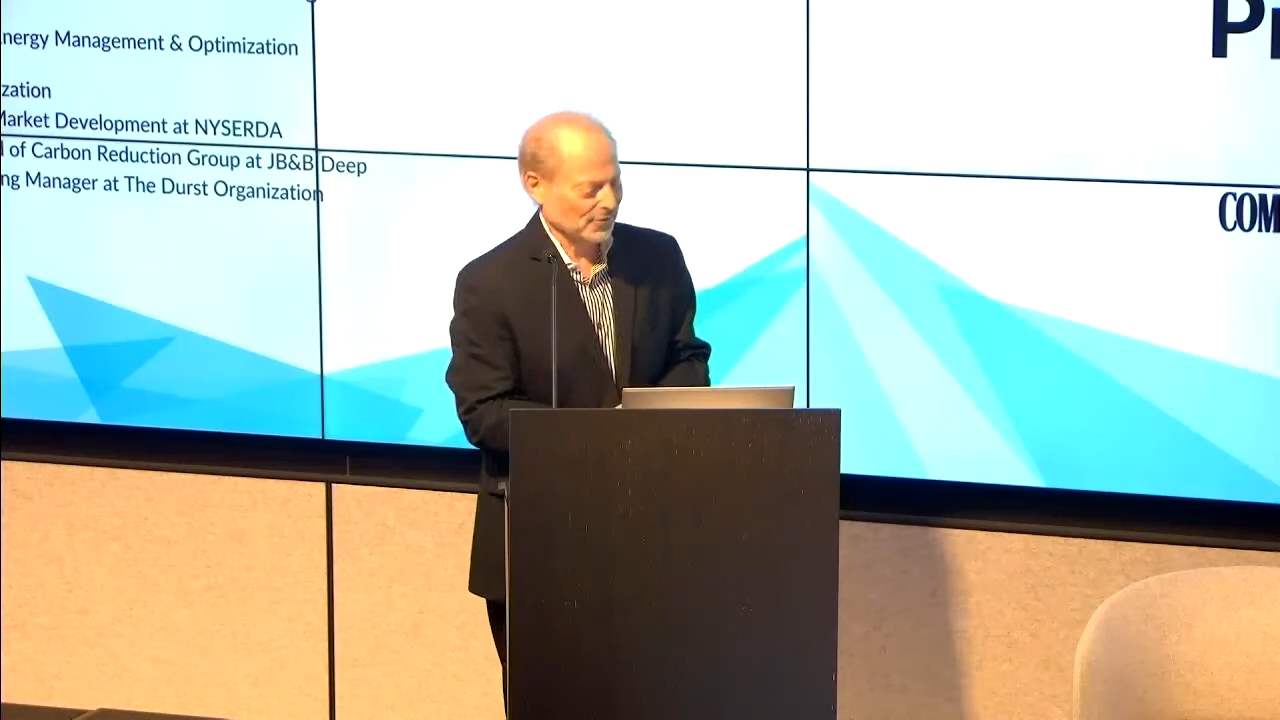 nergy Management & Optimization
zation
Market Development at NYSERDA
of Carbon Reduction Group at JB&B Deep
ng Manager at The Durst Organization
P
COM